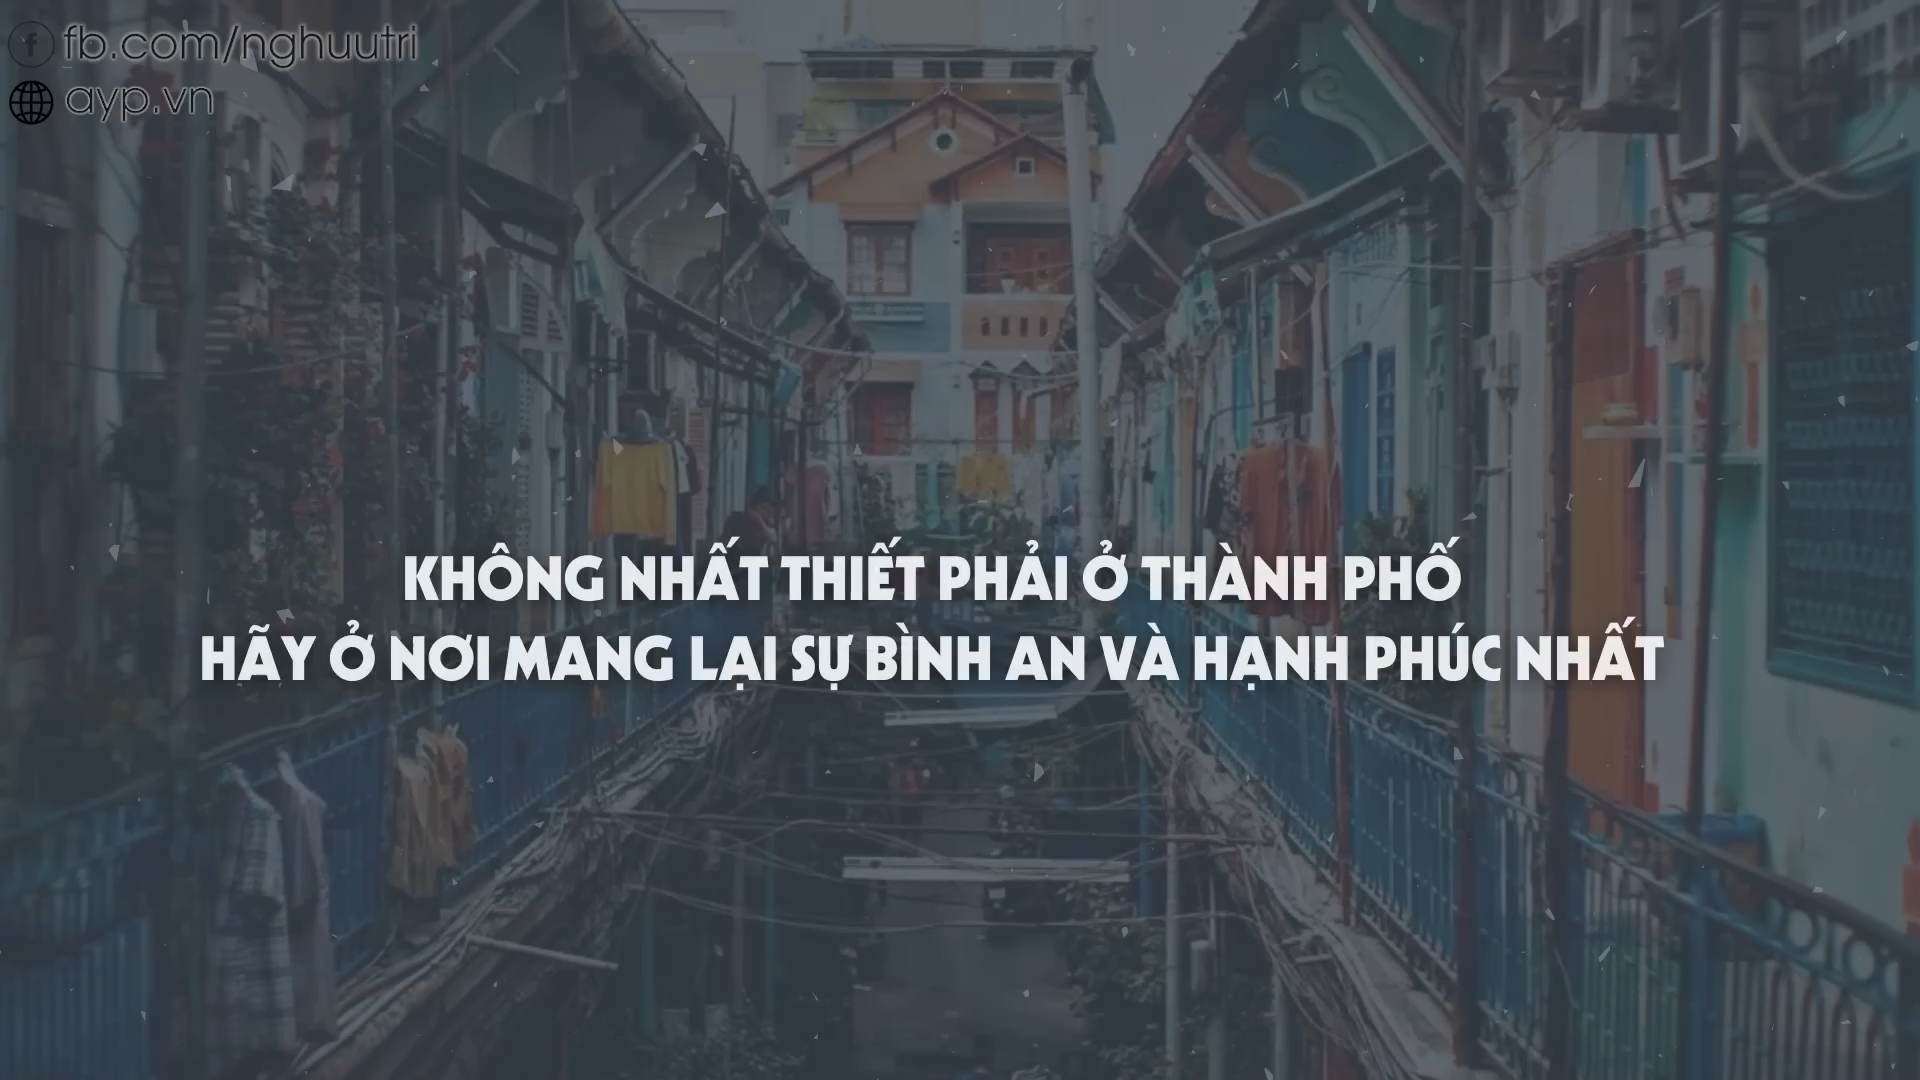 fb.com/nghuutri
ayp.vn
KHÔNG NHẤT THIẾT PHẢI Ở THÀNH PHỐ
HÃY Ở NƠI MANG LẠI SỰ BÌNH AN VÀ HẠNH PHÚC NHẤT